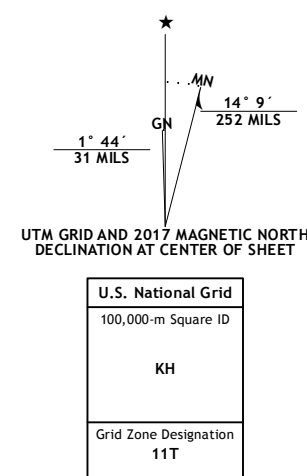 MN
GN
14° 9´
252 MILS
1° 44´
31 MILS
UTM GRID AND 2017 MAGNETIC NORTH
DECLINATION AT CENTER OF SHEET
U.S. National Grid
100,000-m Square ID
KH
Grid Zone Designation
11T